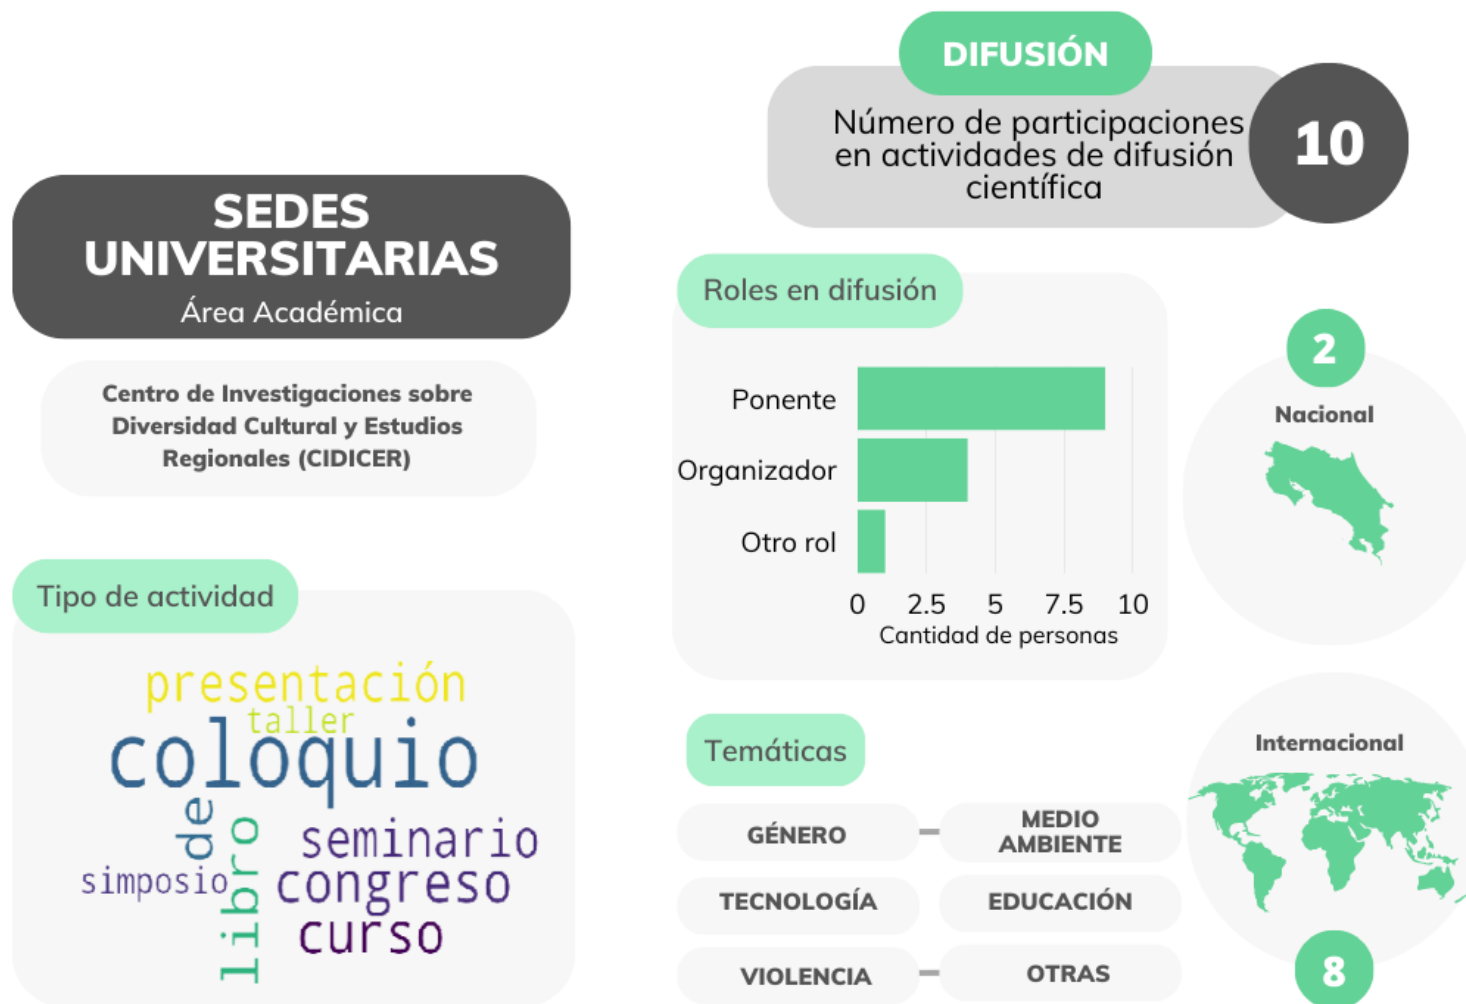 SEDES
UNIVERSITARIAS
Área Académica
Centro de Investigaciones sobre
Diversidad Cultural y Estudios
Regionales (CIDICER)
Tipo de actividad
presentación
taller
coloquio
de
libro
seminario
simposio
congreso
curso
DIFUSIÓN
Número de participaciones
en actividades de difusión
científica
10
Roles en difusión
Ponente
Organizador
Otro rol
0 2.5 5 7.5 10
Cantidad de personas
2
Nacional
Temáticas
GÉNERO
MEDIO
AMBIENTE
TECNOLOGÍA
EDUCACIÓN
VIOLENCIA
OTRAS
Internacional
8